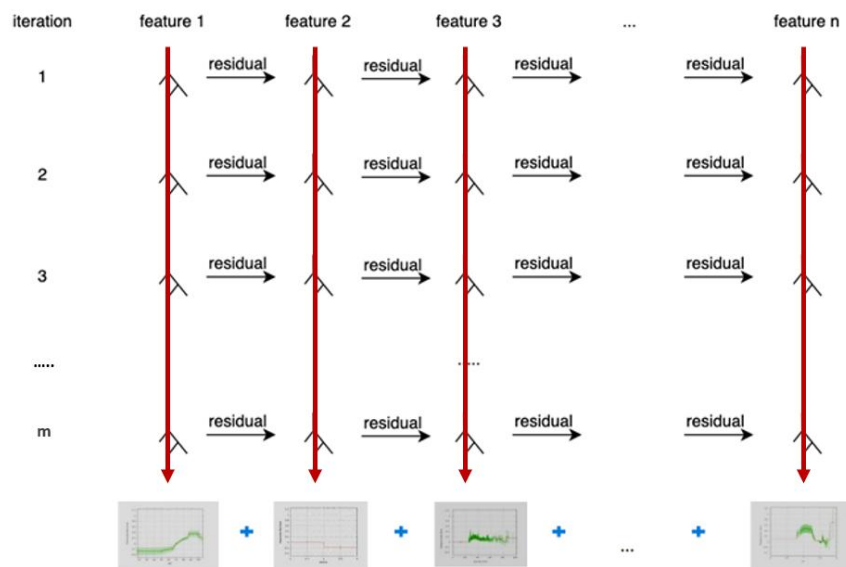 iteration feature 1 feature 2 feature 3 ... feature n
1 residual residual residual residual
2 residual residual residual residual
3 residual residual residual residual
..... .....
m residual residual residual residual
+ + + ... +